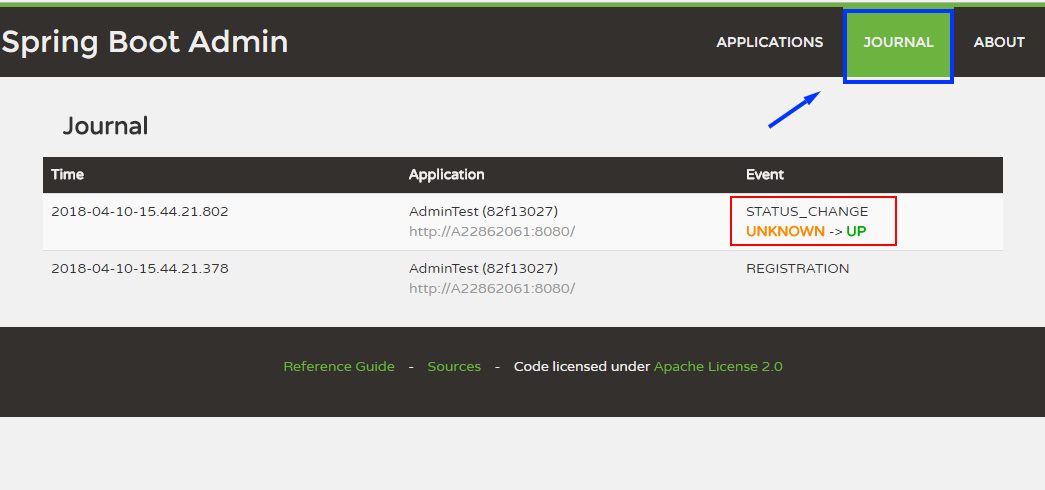 Spring Boot Admin
APPLICATIONS JOURNAL ABOUT
Journal
Time Application Event
2018-04-10-15.44.21.802 AdminTest (82f13027) STATUS_CHANGE
http://A22862061:8080/ UNKNOWN -> UP
2018-04-10-15.44.21.378 AdminTest (82f13027) REGISTRATION
http://A22862061:8080/
Reference Guide - Sources - Code licensed under Apache License 2.0